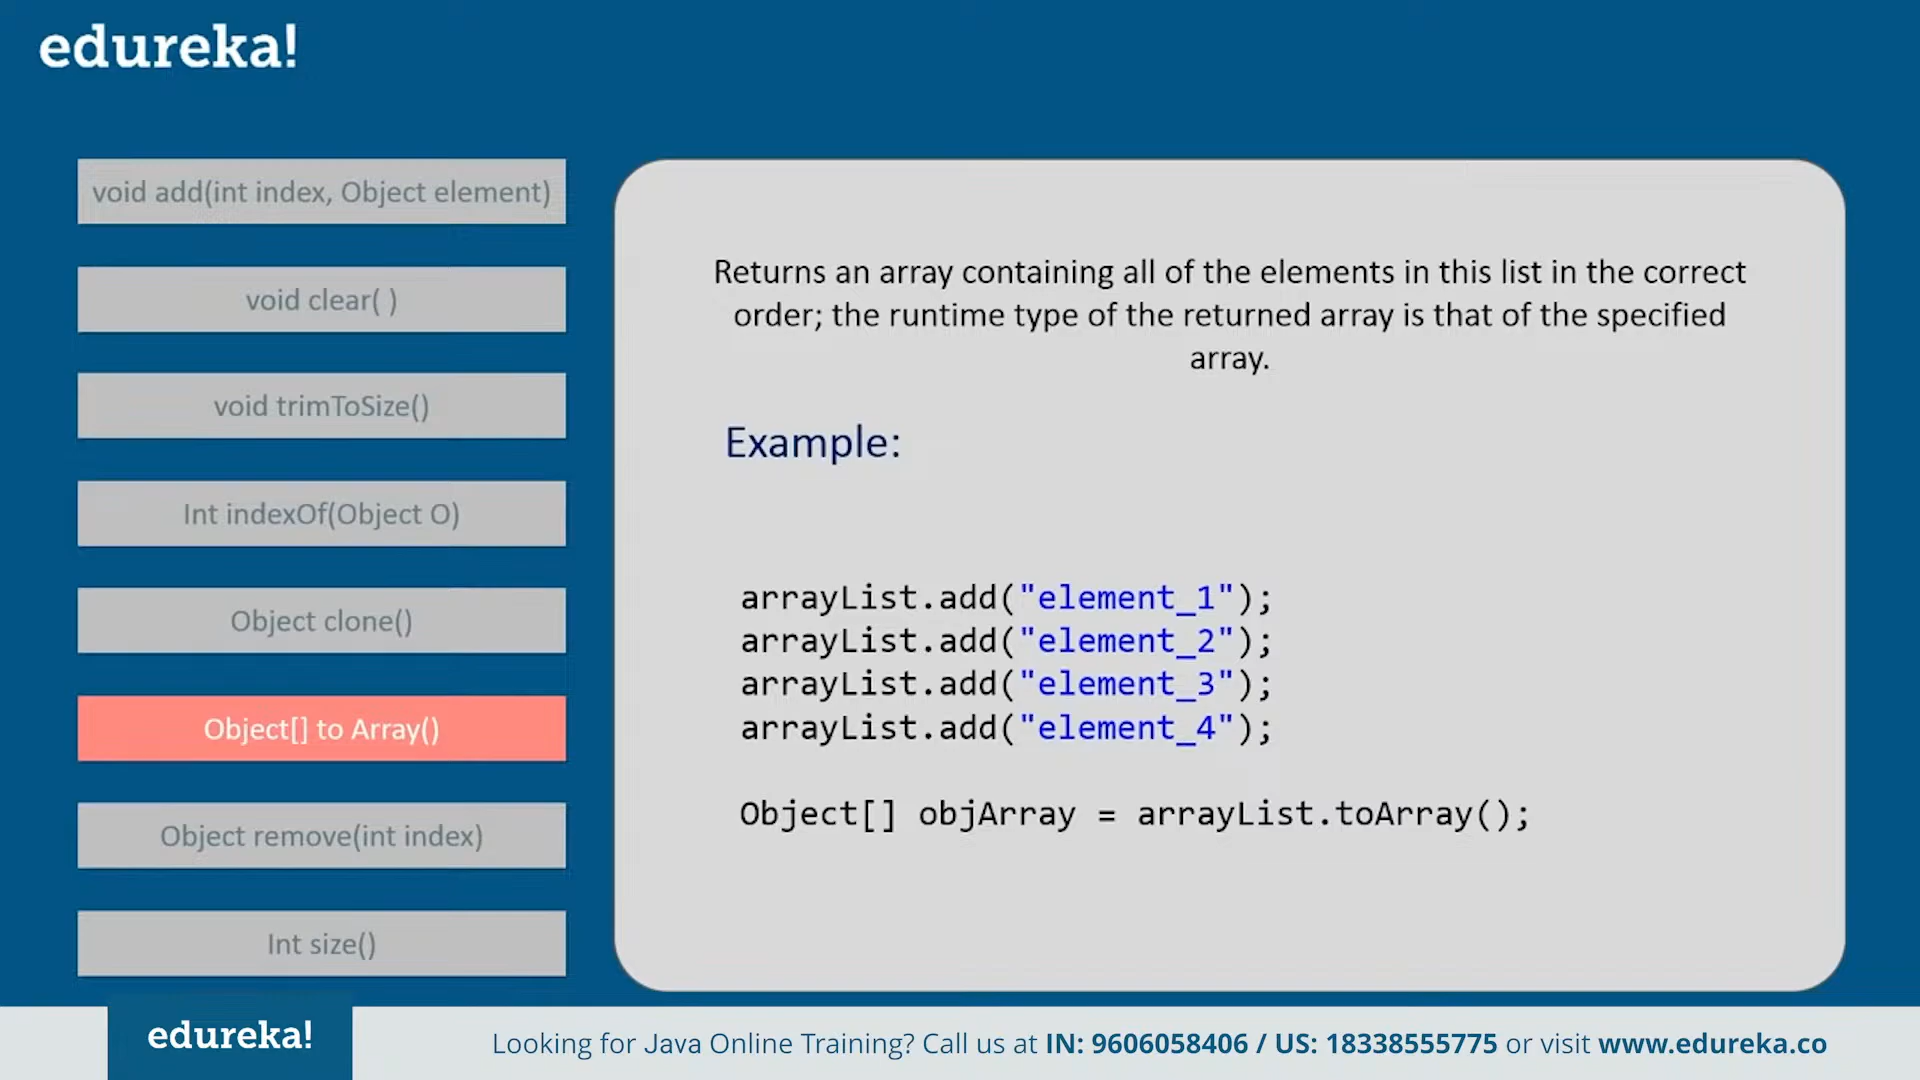 edureka!
void add(int index, Object element)
void clear( )
void trimToSize()
Int indexOf(Object O)
Object clone()
Object[] to Array()
Object remove(int index)
Int size()
Returns an array containing all of the elements in this list in the correct
order; the runtime type of the returned array is that of the specified
array.
Example:
arrayList.add("element_1");
arrayList.add("element_2");
arrayList.add("element_3");
arrayList.add("element_4");
Object[] objArray = arrayList.toArray();
edureka!
Looking for Java Online Training? Call us at IN: 9606058406 / US: 18338555775 or visit www.edureka.co